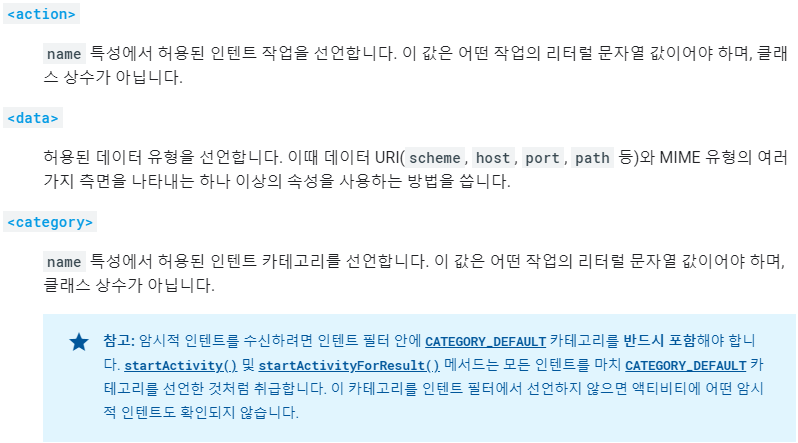 <action>
name 특성에서 허용된 인텐트 작업을 선언합니다. 이 값은 어떤 작업의 리터럴 문자열 값이어야 하며, 클래
스 상수가 아닙니다.
<data>
허용된 데이터 유형을 선언합니다. 이때 데이터 URI(scheme, host, port, path 등)와 MIME 유형의 여러
가지 측면을 나타내는 하나 이상의 속성을 사용하는 방법을 씁니다.
<category>
name 특성에서 허용된 인텐트 카테고리를 선언합니다. 이 값은 어떤 작업의 리터럴 문자열 값이어야 하며,
클래스 상수가 아닙니다.
참고: 암시적 인텐트를 수신하려면 인텐트 필터 안에 CATEGORY_DEFAULT 카테고리를 반드시 포함해야 합니
다. startActivity() 및 startActivityForResult() 메서드는 모든 인텐트를 마치 CATEGORY_DEFAULT 카
테고리를 선언한 것처럼 취급합니다. 이 카테고리를 인텐트 필터에서 선언하지 않으면 액티비티에 어떤 암시
적 인텐트도 확인되지 않습니다.